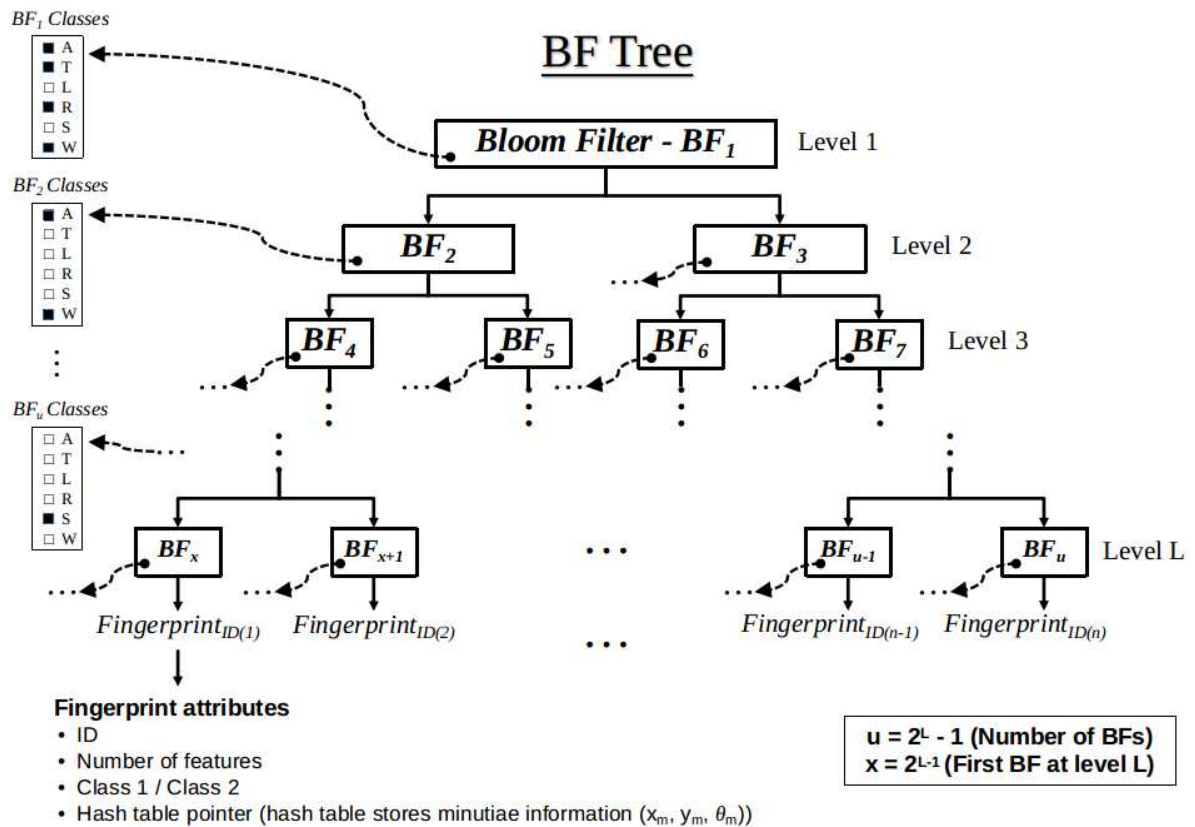 BF Tree
BF₁ Classes
■ A
■ T
□ L
■ R
□ S
■ W
Bloom Filter - BF₁
Level 1
BF₂ Classes
■ A
□ T
□ L
□ R
□ S
■ W
BF₂
BF₃
Level 2
BF₄
BF₅
BF₆
BF₇
Level 3
BFᵤ Classes
□ A
□ T
□ L
□ R
■ S
□ W
BFₓ
BFₓ₊₁
...
BFᵤ₋₁
BFᵤ
Level L
Fingerprint_ID(1)
Fingerprint_ID(2)
...
Fingerprint_ID(n-1)
Fingerprint_ID(n)
Fingerprint attributes
• ID
• Number of features
• Class 1 / Class 2
• Hash table pointer (hash table stores minutiae information (xₘ, yₘ, θₘ))
u = 2ᴸ - 1 (Number of BFs)
x = 2ᴸ⁻¹ (First BF at level L)